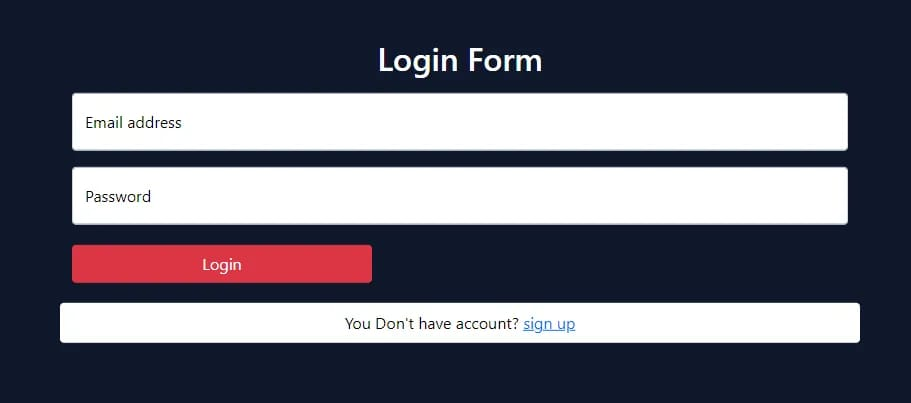 Login Form
Email address
Password
Login
You Don't have account? sign up